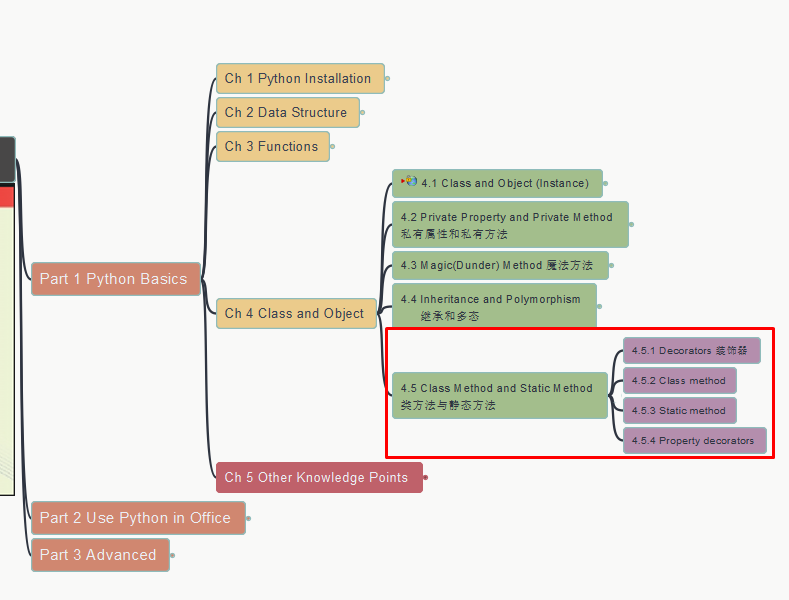 Ch 1 Python Installation
Ch 2 Data Structure
Ch 3 Functions
4.1 Class and Object (Instance)
4.2 Private Property and Private Method
私有属性和私有方法
4.3 Magic(Dunder) Method 魔法方法
Part 1 Python Basics
Ch 4 Class and Object
4.4 Inheritance and Polymorphism
继承和多态
4.5 Class Method and Static Method
类方法与静态方法
4.5.1 Decorators 装饰器
4.5.2 Class method
4.5.3 Static method
4.5.4 Property decorators
Ch 5 Other Knowledge Points
Part 2 Use Python in Office
Part 3 Advanced